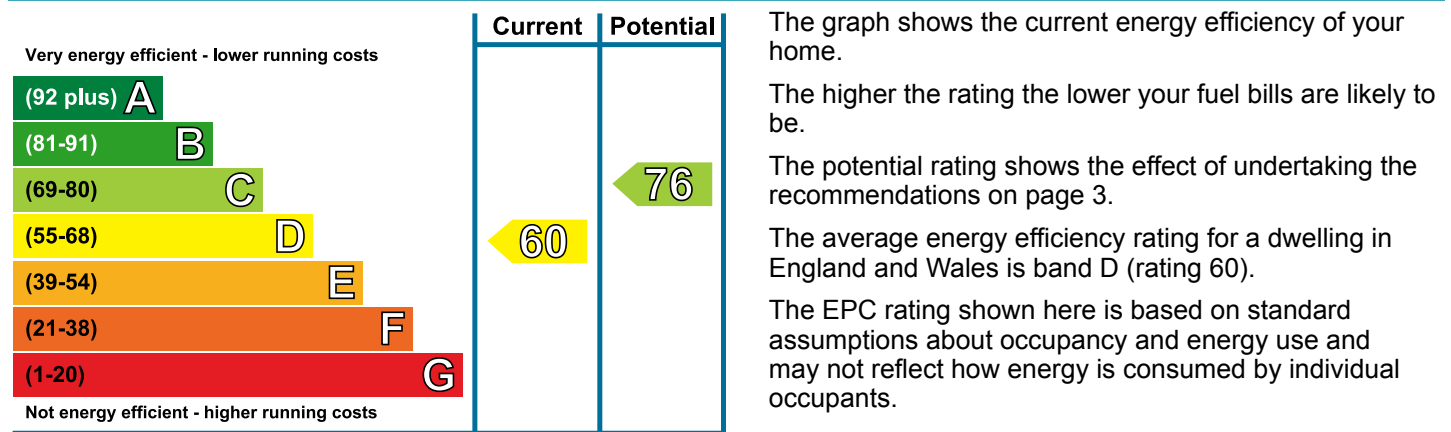 Current Potential
Very energy efficient - lower running costs
(92 plus) A
(81-91) B
(69-80) C
(55-68) D
(39-54) E
(21-38) F
(1-20) G
Not energy efficient - higher running costs
60
76
The graph shows the current energy efficiency of your
home.
The higher the rating the lower your fuel bills are likely to
be.
The potential rating shows the effect of undertaking the
recommendations on page 3.
The average energy efficiency rating for a dwelling in
England and Wales is band D (rating 60).
The EPC rating shown here is based on standard
assumptions about occupancy and energy use and
may not reflect how energy is consumed by individual
occupants.